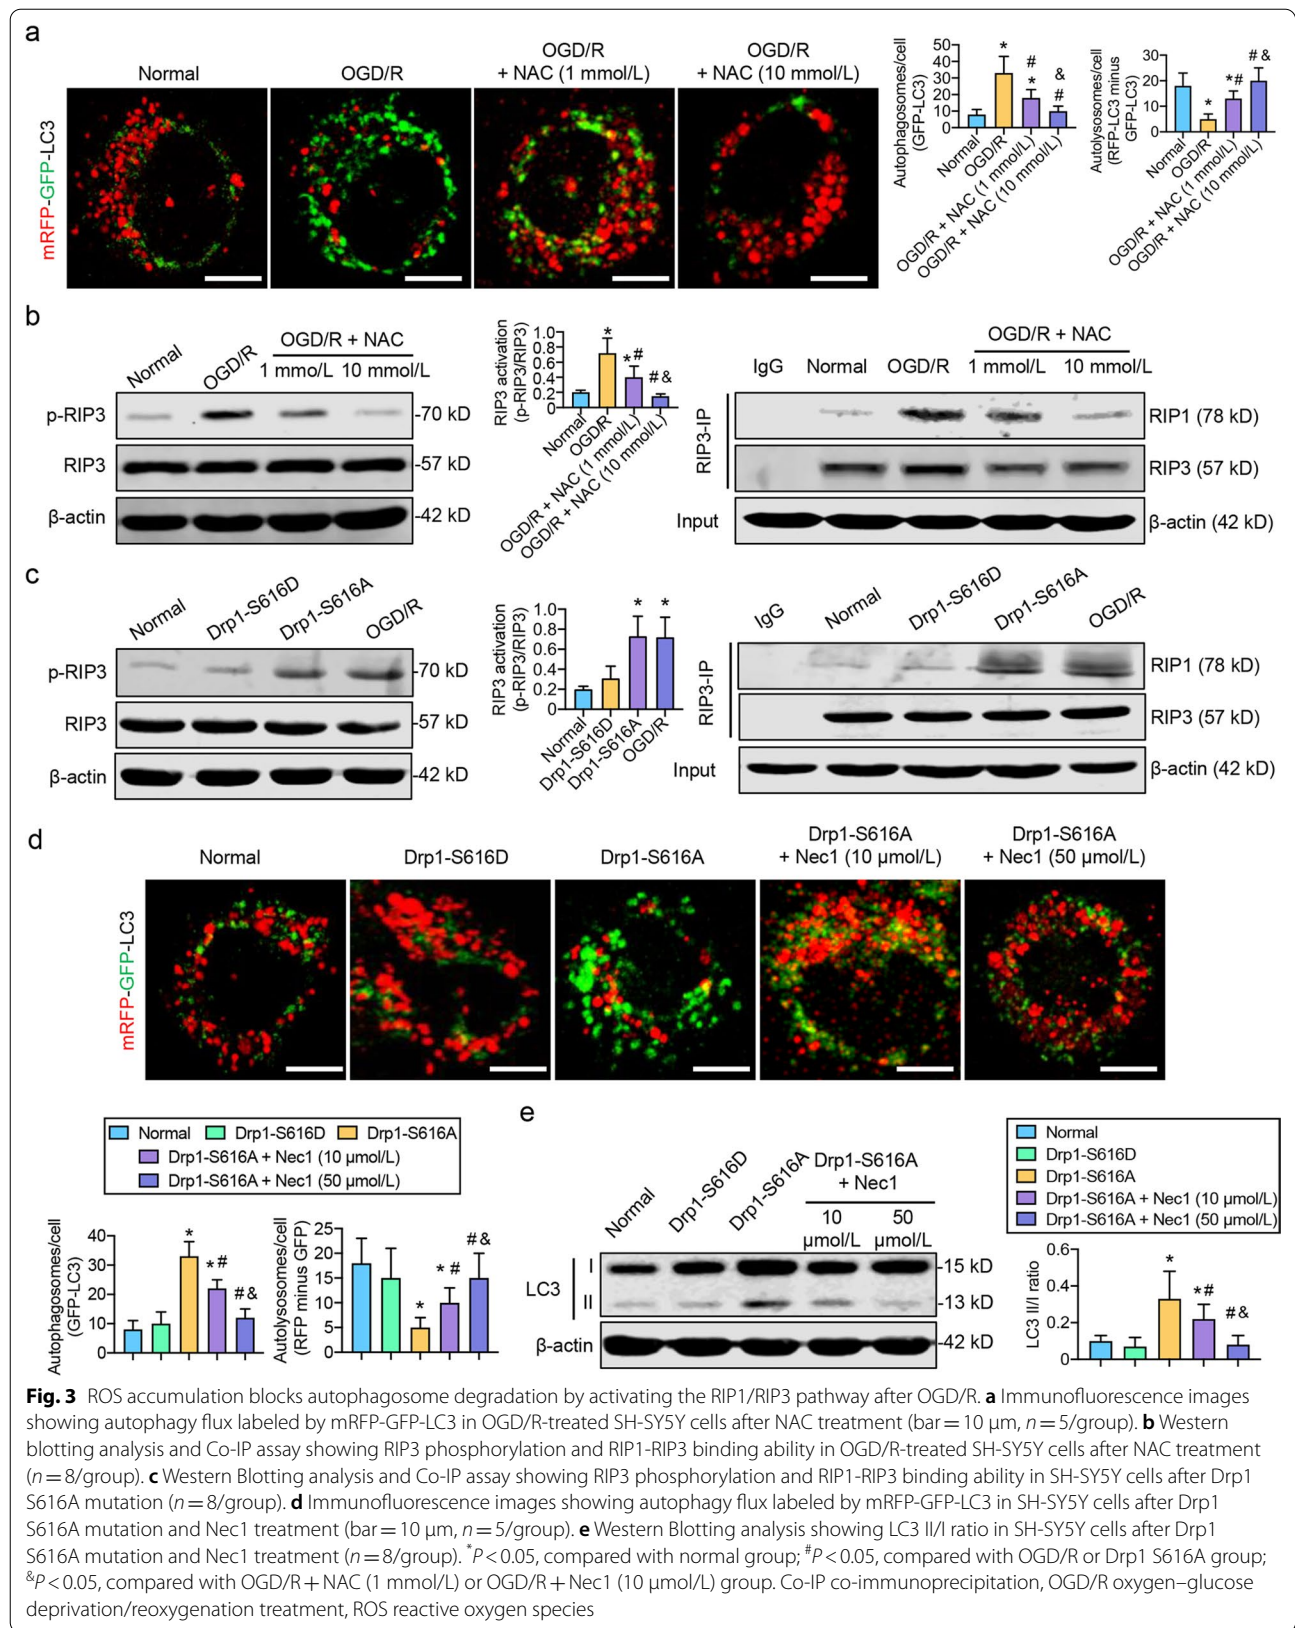 a
Normal
OGD/R
OGD/R
+ NAC (1 mmol/L)
OGD/R
+ NAC (10 mmol/L)
mRFP-GFP-LC3
Autophagosomes/cell
(GFP-LC3)
50
40
30
20
10
0
*
#
*
&
#
Normal
OGD/R
OGD/R + NAC (1 mmol/L)
OGD/R + NAC (10 mmol/L)
Autolysosomes/cell
(RFP-LC3 minus
GFP-LC3)
30
20
10
0
*
*#
#&
Normal
OGD/R
OGD/R + NAC (1 mmol/L)
OGD/R + NAC (10 mmol/L)
b
Normal
OGD/R
OGD/R + NAC
1 mmo/L 10 mmol/L
p-RIP3 -70 kD
RIP3 -57 kD
β-actin -42 kD
RIP3 activation
(p-RIP3/RIP3)
1.0
0.8
0.6
0.4
0.2
0
*
*#
#&
Normal
OGD/R
OGD/R + NAC (1 mmol/L)
OGD/R + NAC (10 mmol/L)
IgG Normal OGD/R
OGD/R + NAC
1 mmol/L 10 mmol/L
RIP3-IP
RIP1 (78 kD)
RIP3 (57 kD)
Input β-actin (42 kD)
c
Normal
Drp1-S616D
Drp1-S616A
OGD/R
p-RIP3 -70 kD
RIP3 -57 kD
β-actin -42 kD
RIP3 activation
(p-RIP3/RIP3)
1.0
0.8
0.6
0.4
0.2
0
*
*
Normal
Drp1-S616D
Drp1-S616A
OGD/R
IgG
Normal
Drp1-S616D
Drp1-S616A
OGD/R
RIP3-IP
RIP1 (78 kD)
RIP3 (57 kD)
Input β-actin (42 kD)
d
Normal
Drp1-S616D
Drp1-S616A
Drp1-S616A
+ Nec1 (10 μmol/L)
Drp1-S616A
+ Nec1 (50 μmol/L)
mRFP-GFP-LC3
Normal Drp1-S616D Drp1-S616A
Drp1-S616A + Nec1 (10 μmol/L)
Drp1-S616A + Nec1 (50 μmol/L)
Autophagosomes/cell
(GFP-LC3)
40
30
20
10
0
*
*#
#&
Autolysosomes/cell
(RFP minus GFP)
25
20
15
10
5
0
*
*#
#&
e
Normal
Drp1-S616D
Drp1-S616A
Drp1-S616A
+ Nec1
10 50
μmol/L μmol/L
LC3
I -15 kD
II -13 kD
β-actin -42 kD
Normal
Drp1-S616D
Drp1-S616A
Drp1-S616A + Nec1 (10 μmol/L)
Drp1-S616A + Nec1 (50 μmol/L)
LC3 II/I ratio
0.6
0.4
0.2
0
*
*#
#&
Fig. 3 ROS accumulation blocks autophagosome degradation by activating the RIP1/RIP3 pathway after OGD/R. a Immunofluorescence images
showing autophagy flux labeled by mRFP-GFP-LC3 in OGD/R-treated SH-SY5Y cells after NAC treatment (bar = 10 μm, n = 5/group). b Western
blotting analysis and Co-IP assay showing RIP3 phosphorylation and RIP1-RIP3 binding ability in OGD/R-treated SH-SY5Y cells after NAC treatment
(n = 8/group). c Western Blotting analysis and Co-IP assay showing RIP3 phosphorylation and RIP1-RIP3 binding ability in SH-SY5Y cells after Drp1
S616A mutation (n = 8/group). d Immunofluorescence images showing autophagy flux labeled by mRFP-GFP-LC3 in SH-SY5Y cells after Drp1
S616A mutation and Nec1 treatment (bar = 10 μm, n = 5/group). e Western Blotting analysis showing LC3 II/I ratio in SH-SY5Y cells after Drp1
S616A mutation and Nec1 treatment (n = 8/group). *P < 0.05, compared with normal group; #P < 0.05, compared with OGD/R or Drp1 S616A group;
&P < 0.05, compared with OGD/R + NAC (1 mmol/L) or OGD/R + Nec1 (10 μmol/L) group. Co-IP co-immunoprecipitation, OGD/R oxygen–glucose
deprivation/reoxygenation treatment, ROS reactive oxygen species